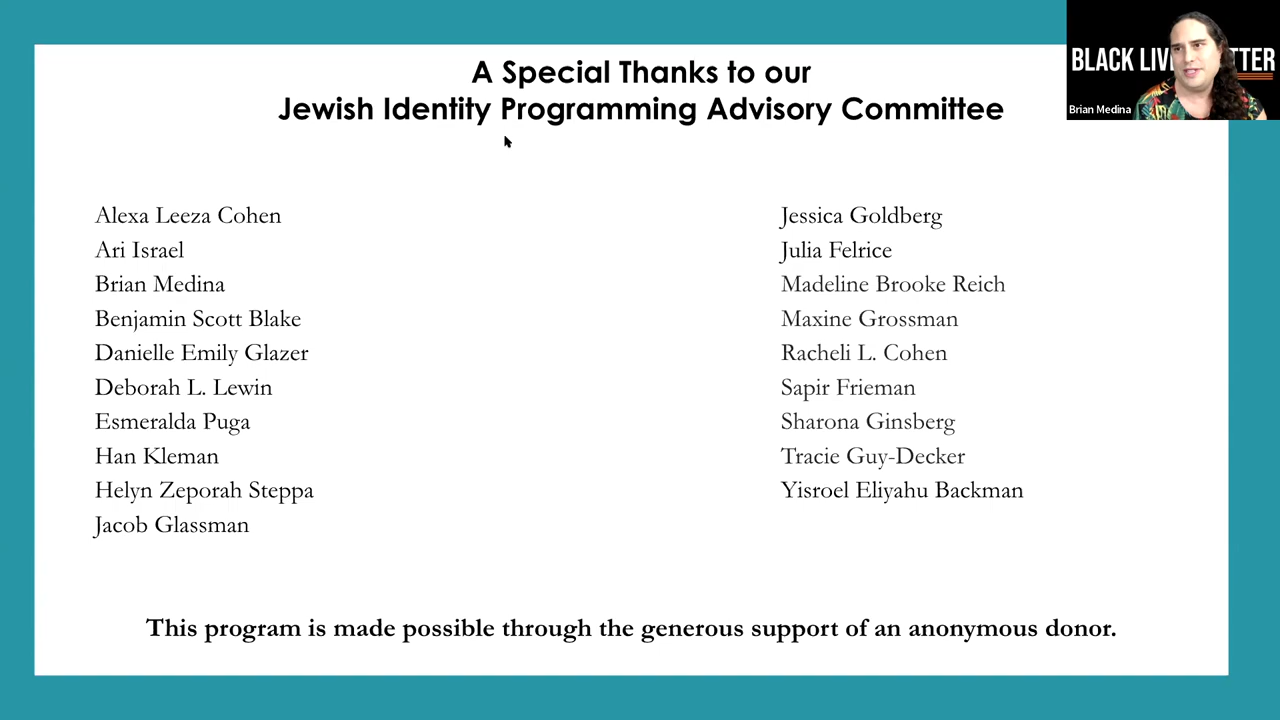 A Special Thanks to our
Jewish Identity Programming Advisory Committee
BLACK LIV TTER
Brian Medina
Alexa Leeza Cohen
Ari Israel
Brian Medina
Benjamin Scott Blake
Danielle Emily Glazer
Deborah L. Lewin
Esmeralda Puga
Han Kleman
Helyn Zeporah Steppa
Jacob Glassman
Jessica Goldberg
Julia Felrice
Madeline Brooke Reich
Maxine Grossman
Racheli L. Cohen
Sapir Frieman
Sharona Ginsberg
Tracie Guy-Decker
Yisroel Eliyahu Backman
This program is made possible through the generous support of an anonymous donor.